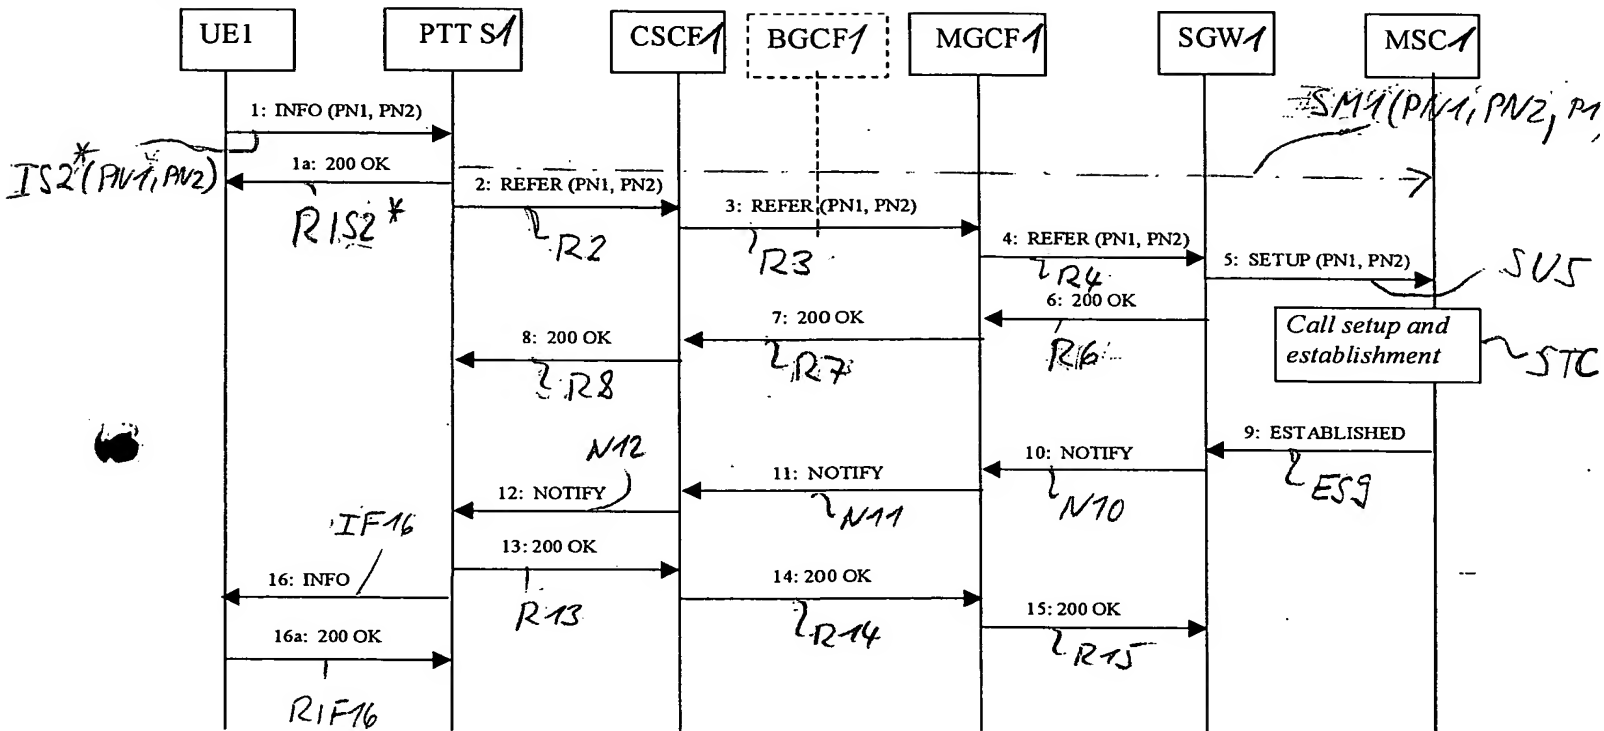 UE1
PTT S1
CSCF1
BGCF1
MGCF1
SGW1
MSC1
1: INFO (PN1, PN2)
SM1(PN1, PN2, P1,
IS2*(PN1, PN2)
1a: 200 OK
RIS2*
2: REFER (PN1, PN2)
R2
3: REFER (PN1, PN2)
R3
4: REFER (PN1, PN2)
R4
5: SETUP (PN1, PN2)
SU5
6: 200 OK
R6
7: 200 OK
R7
8: 200 OK
R8
Call setup and
establishment
STC
9: ESTABLISHED
ES9
10: NOTIFY
N10
11: NOTIFY
N11
12: NOTIFY
N12
13: 200 OK
R13
14: 200 OK
R14
15: 200 OK
R15
16: INFO
IF16
16a: 200 OK
RIF16